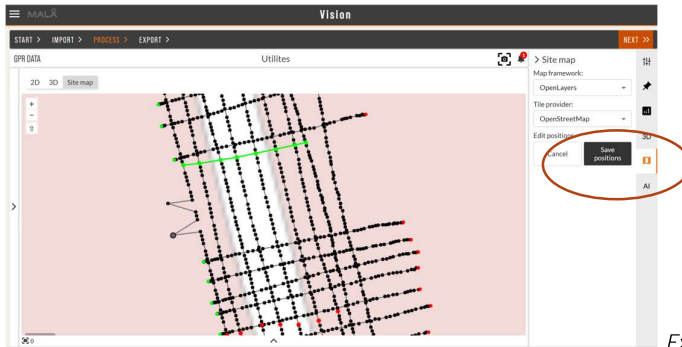 MALÅ
Vision
START > IMPORT > PROCESS > EXPORT >
NEXT >>
GPR DATA
Utilites
1
2D 3D Site map
> Site map
Map framework:
OpenLayers
Tile provider:
OpenStreetMap
Edit positions
Cancel
Save
positions
3D
AI
0